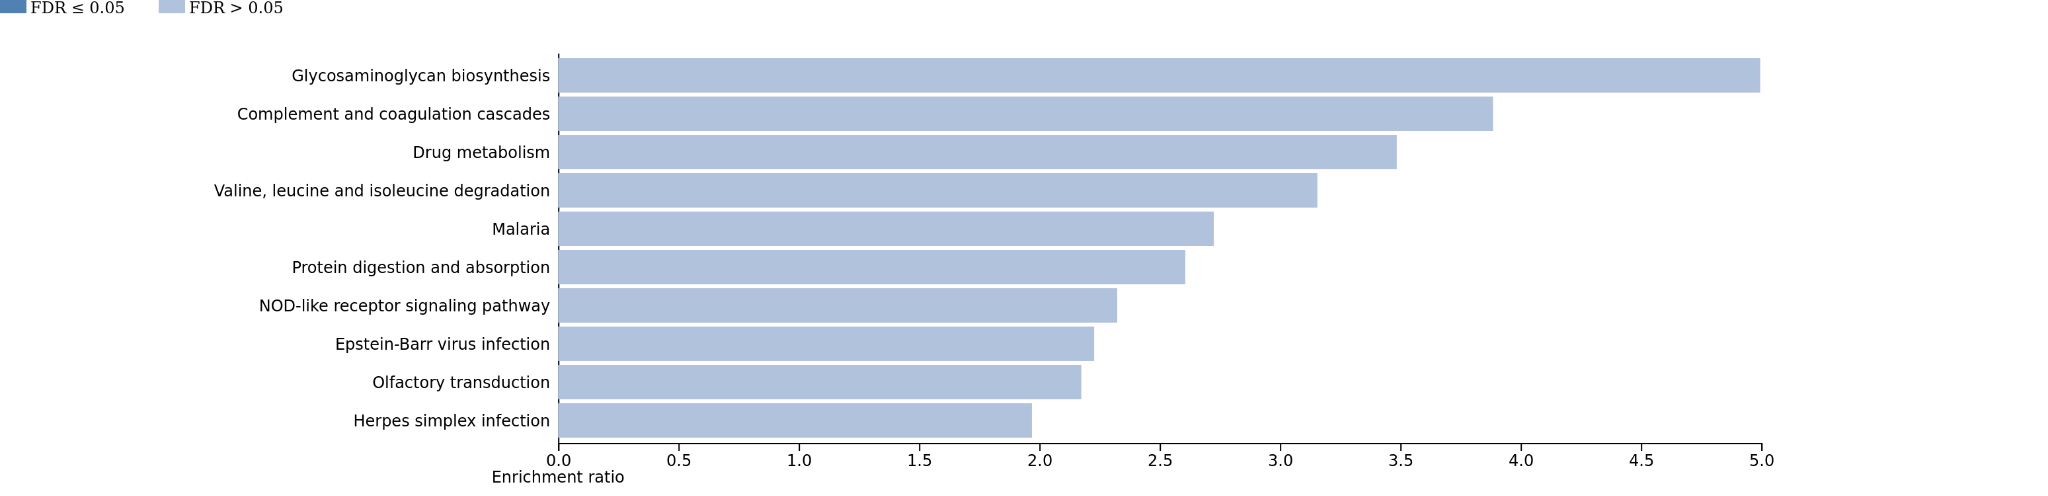 FDR ≤ 0.05 FDR > 0.05
Glycosaminoglycan biosynthesis
Complement and coagulation cascades
Drug metabolism
Valine, leucine and isoleucine degradation
Malaria
Protein digestion and absorption
NOD-like receptor signaling pathway
Epstein-Barr virus infection
Olfactory transduction
Herpes simplex infection
0.0 0.5 1.0 1.5 2.0 2.5 3.0 3.5 4.0 4.5 5.0
Enrichment ratio